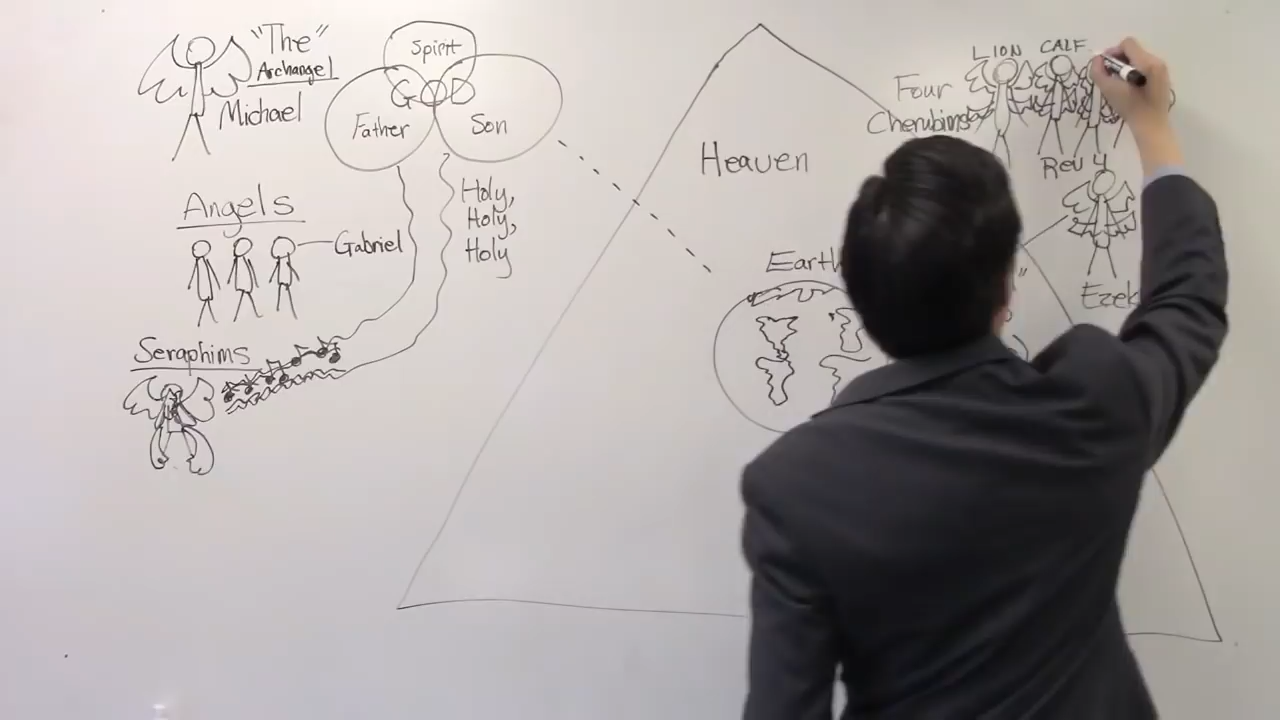 "The"
Archangel
Michael
Spirit
GOD
Father
Son
Holy,
Holy,
Holy
Angels
Gabriel
Seraphims
Heaven
Earth
LION CALF
Four
Cherubims
Rev 4
Ezek